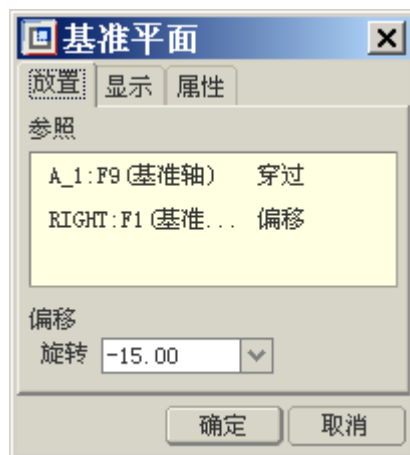 基准平面
放置 显示 属性
参照
A_1:F9(基准轴) 穿过
RIGHT:F1(基准... 偏移
偏移
旋转 -15.00
确定 取消